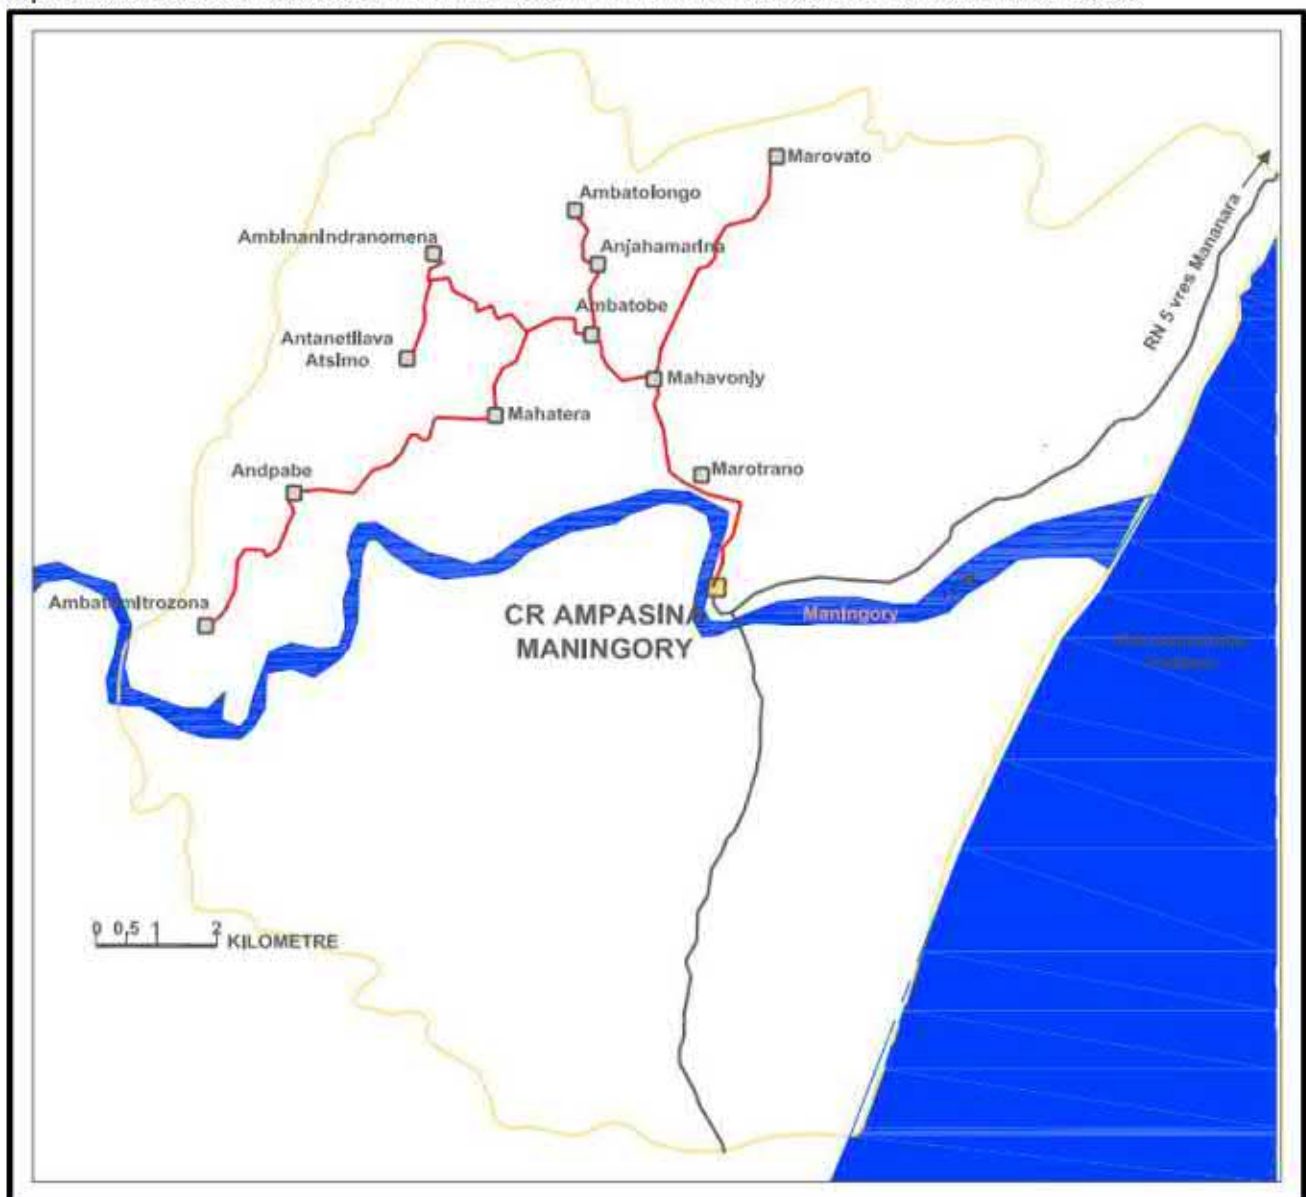 Marovato
Ambatolongo
Ambinanindranomena
Anjahamarina
RN 5 vres Mananara
Ambatobe
Antanetilava
Atsimo
Mahavonjy
Mahatera
Andpabe
Marotrano
Ambatomitrozona
CR AMPASINA
MANINGORY
Maningory
0 0,5 1 2
KILOMETRE